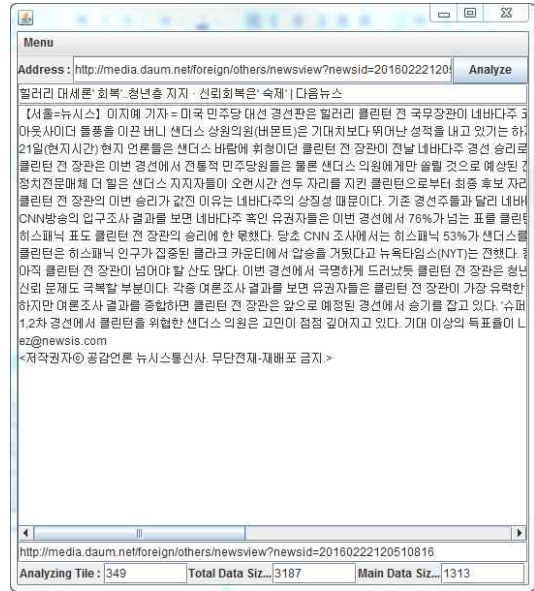 Menu
Address : http://media.daum.net/foreign/others/newsview?newsid=2016022212051 Analyze
힐러리 대세론' 회복'..청년층 지지 · 신뢰회복은' 숙제' | 다음뉴스
【서울=뉴시스】이지예 기자 = 미국 민주당 대선 경선판은 힐러리 클린턴 전 국무장관이 네바다주
아웃사이더 돌풍을 이끈 버니 샌더스 상원의원(버몬트)은 기대치보다 뛰어난 성적을 내고 있기는 하
21일(현지시간) 현지 언론들은 샌더스 바람에 휘청이던 클린턴 전 장관이 전날 네바다주 경선 승리로
클린턴 전 장관은 이번 경선에서 전통적 민주당원들은 물론 샌더스 의원에게만 쏠릴 것으로 예상된
정치전문매체 더 힐은 샌더스 지지자들이 오랜시간 선두 자리를 지킨 클린턴으로부터 최종 후보 자리
클린턴 전 장관의 이번 승리가 값진 이유는 네바다주의 상징성 때문이다. 기존 경선주들과 달리 네바
CNN방송의 입구조사 결과를 보면 네바다주 흑인 유권자들은 이번 경선에서 76%가 넘는 표를 클린턴
히스패닉 표도 클린턴 전 장관의 승리에 한 몫했다. 당초 CNN 조사에서는 히스패닉 53%가 샌더스를
클린턴은 히스패닉 인구가 집중된 클라크 카운티에서 압승을 거뒀다고 뉴욕타임스(NYT)는 전했다.
아직 클린턴 전 장관이 넘어야 할 산도 많다. 이번 경선에서 극명하게 드러났듯 클린턴 전 장관은 청년
신뢰 문제도 극복할 부분이다. 각종 여론조사 결과를 보면 유권자들은 클린턴 전 장관이 가장 유력한
하지만 여론조사 결과를 종합하면 클린턴 전 장관은 앞으로 예정된 경선에서 승기를 잡고 있다. '슈퍼
1,2차 경선에서 클린턴을 위협한 샌더스 의원은 고민이 점점 깊어지고 있다. 기대 이상의 득표율이
ez@newsis.com
<저작권자ⓒ 공감언론 뉴시스통신사. 무단전재-재배포 금지.>
http://media.daum.net/foreign/others/newsview?newsid=20160222120510816
Analyzing Tile : 349 Total Data Siz... 3187 Main Data Siz... 1313